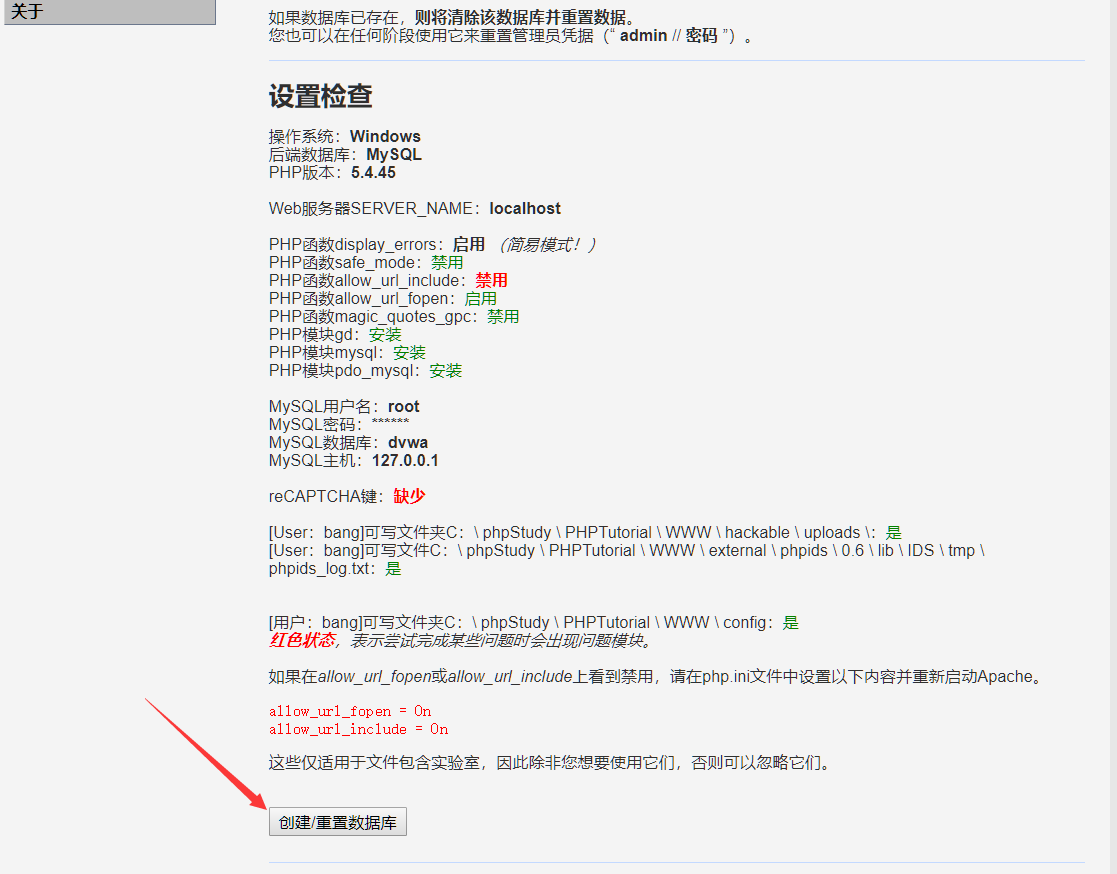 关于
如果数据库已存在，则将清除该数据库并重置数据。
您也可以在任何阶段使用它来重置管理员凭据（“ admin // 密码 ”）。
设置检查
操作系统：Windows
后端数据库：MySQL
PHP版本：5.4.45
Web服务器SERVER_NAME：localhost
PHP函数display_errors：启用 （简易模式！）
PHP函数safe_mode：禁用
PHP函数allow_url_include：禁用
PHP函数allow_url_fopen：启用
PHP函数magic_quotes_gpc：禁用
PHP模块gd：安装
PHP模块mysql：安装
PHP模块pdo_mysql：安装
MySQL用户名：root
MySQL密码：******
MySQL数据库：dvwa
MySQL主机：127.0.0.1
reCAPTCHA键：缺少
[User：bang]可写文件夹C：\ phpStudy \ PHPTutorial \ WWW \ hackable \ uploads \：是
[User：bang]可写文件C：\ phpStudy \ PHPTutorial \ WWW \ external \ phpids \ 0.6 \ lib \ IDS \ tmp \
phpids_log.txt：是
[用户：bang]可写文件夹C：\ phpStudy \ PHPTutorial \ WWW \ config：是
红色状态，表示尝试完成某些问题时会出现问题模块。
如果在allow_url_fopen或allow_url_include上看到禁用，请在php.ini文件中设置以下内容并重新启动Apache。
allow_url_fopen = On
allow_url_include = On
这些仅适用于文件包含实验室，因此除非您想要使用它们，否则可以忽略它们。
创建/重置数据库